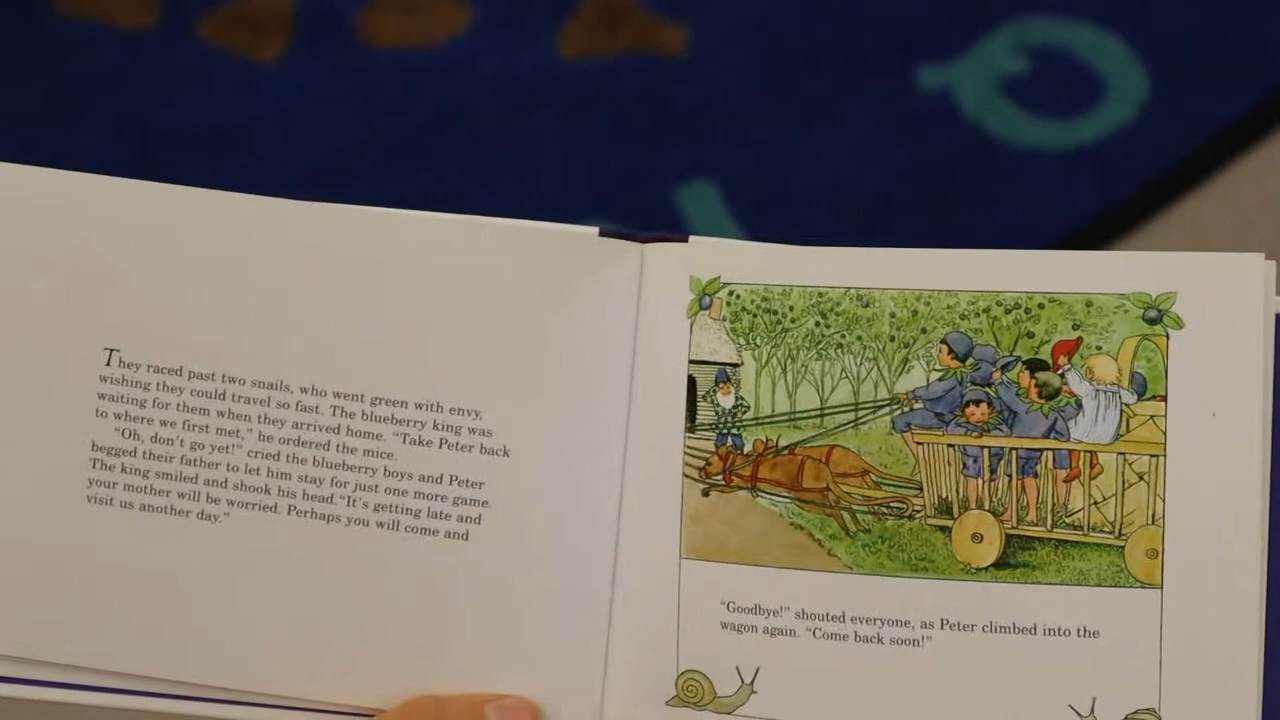 They raced past two snails, who went green with envy,
wishing they could travel so fast. The blueberry king was
waiting for them when they arrived home. “Take Peter back
to where we first met,” he ordered the mice.
“Oh, don’t go yet!” cried the blueberry boys and Peter
begged their father to let him stay for just one more game.
The king smiled and shook his head.“It’s getting late and
your mother will be worried. Perhaps you will come and
visit us another day.”
“Goodbye!” shouted everyone, as Peter climbed into the
wagon again. “Come back soon!”